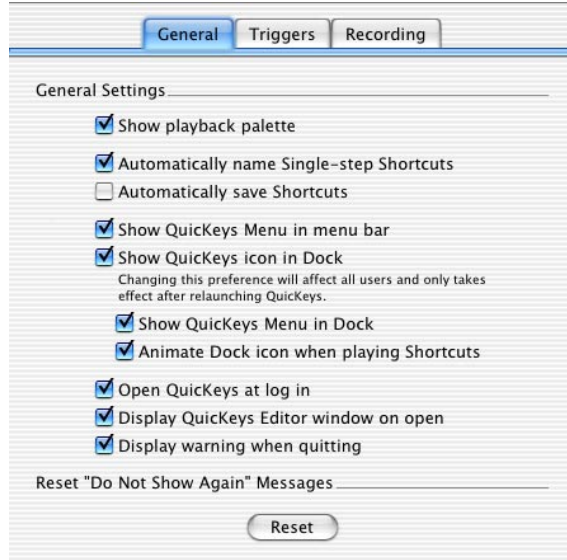 General Triggers Recording
General Settings
Show playback palette
Automatically name Single-step Shortcuts
Automatically save Shortcuts
Show QuicKeys Menu in menu bar
Show QuicKeys icon in Dock
Changing this preference will affect all users and only takes
effect after relaunching QuicKeys.
Show QuicKeys Menu in Dock
Animate Dock icon when playing Shortcuts
Open QuicKeys at log in
Display QuicKeys Editor window on open
Display warning when quitting
Reset "Do Not Show Again" Messages
Reset